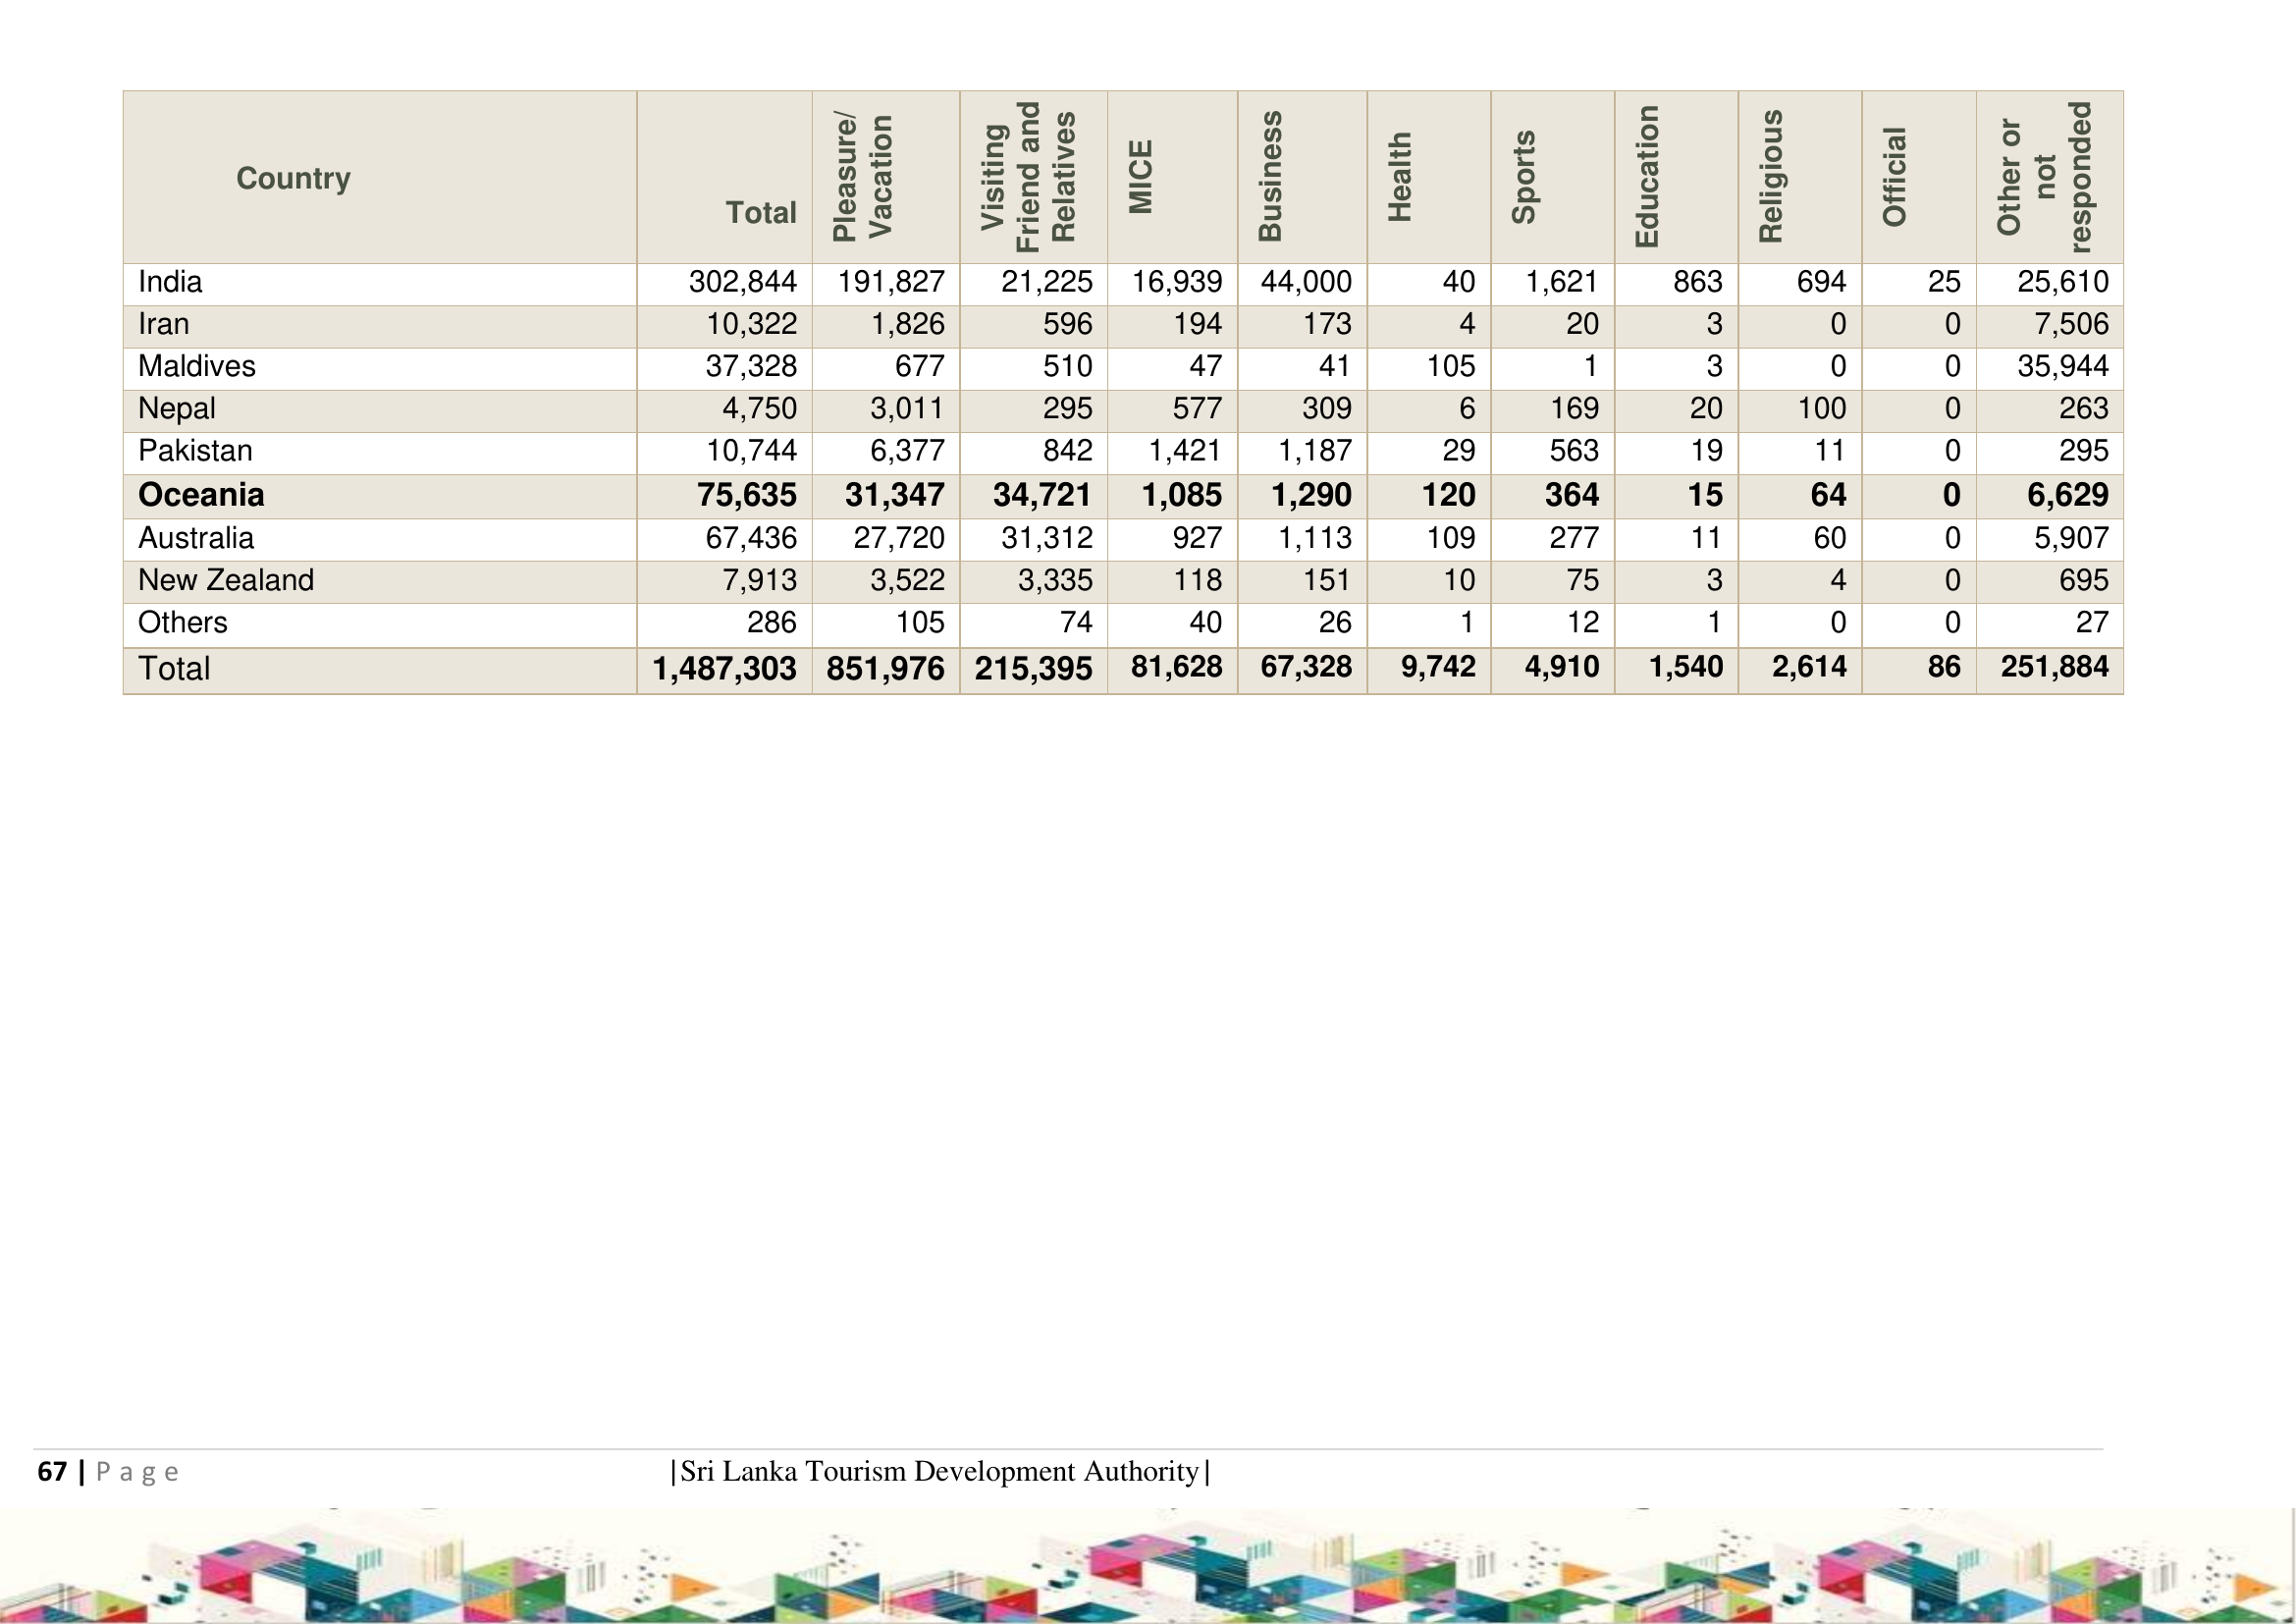 Country Total Pleasure/ Vacation Visiting Friend and Relatives MICE Business Health Sports Education Religious Official Other or not responded
India 302,844 191,827 21,225 16,939 44,000 40 1,621 863 694 25 25,610
Iran 10,322 1,826 596 194 173 4 20 3 0 0 7,506
Maldives 37,328 677 510 47 41 105 1 3 0 0 35,944
Nepal 4,750 3,011 295 577 309 6 169 20 100 0 263
Pakistan 10,744 6,377 842 1,421 1,187 29 563 19 11 0 295
Oceania 75,635 31,347 34,721 1,085 1,290 120 364 15 64 0 6,629
Australia 67,436 27,720 31,312 927 1,113 109 277 11 60 0 5,907
New Zealand 7,913 3,522 3,335 118 151 10 75 3 4 0 695
Others 286 105 74 40 26 1 12 1 0 0 27
Total 1,487,303 851,976 215,395 81,628 67,328 9,742 4,910 1,540 2,614 86 251,884
67 | Page |Sri Lanka Tourism Development Authority|